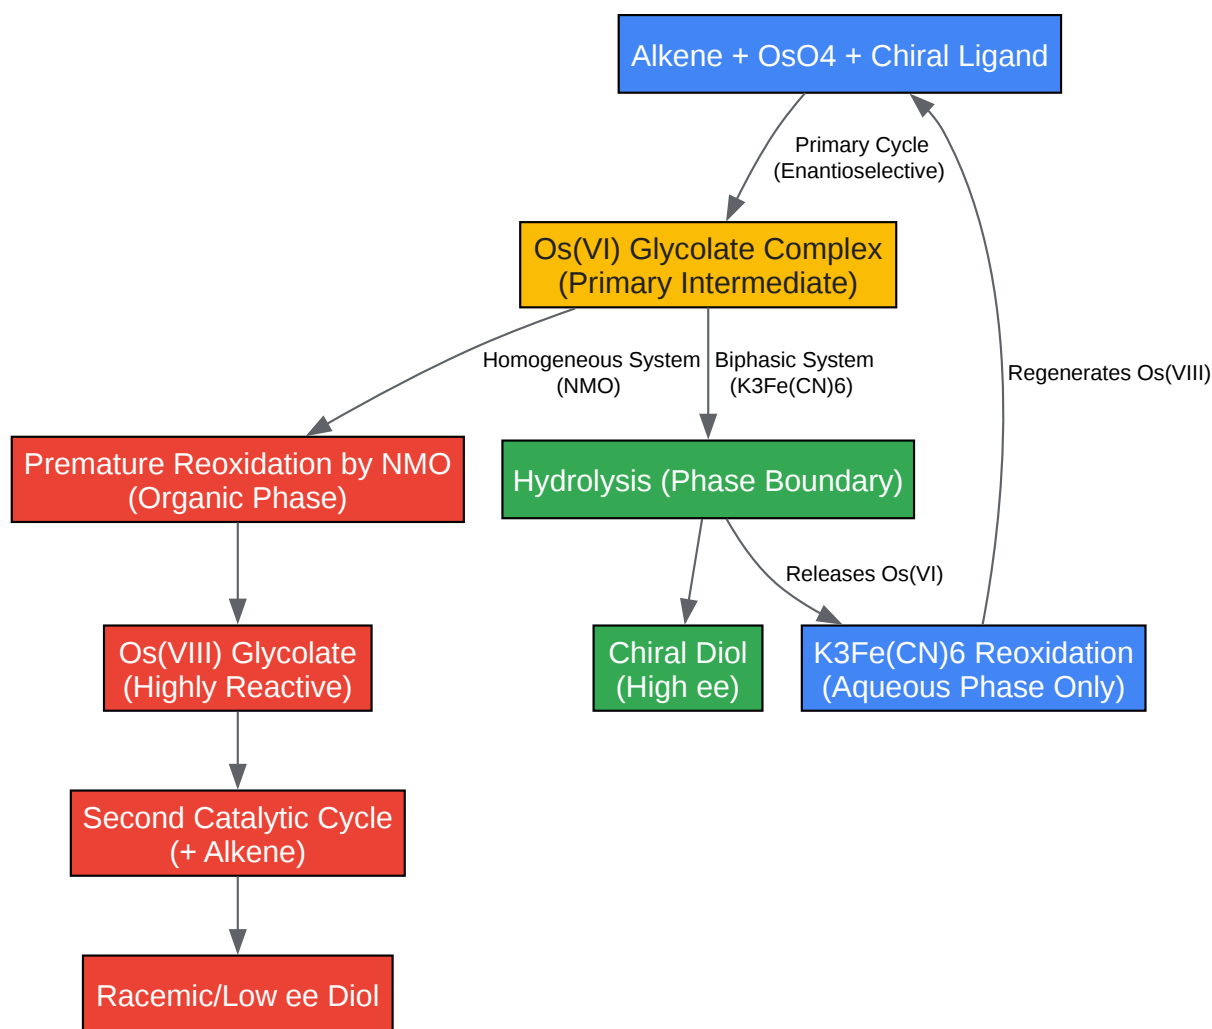 Alkene + OsO4 + Chiral Ligand
Primary Cycle
(Enantioselective)
Os(VI) Glycolate Complex
(Primary Intermediate)
Homogeneous System
(NMO)
Biphasic System
(K3Fe(CN)6)
Regenerates Os(VIII)
Premature Reoxidation by NMO
(Organic Phase)
Hydrolysis (Phase Boundary)
Releases Os(VI)
Os(VIII) Glycolate
(Highly Reactive)
Chiral Diol
(High ee)
K3Fe(CN)6 Reoxidation
(Aqueous Phase Only)
Second Catalytic Cycle
(+ Alkene)
Racemic/Low ee Diol